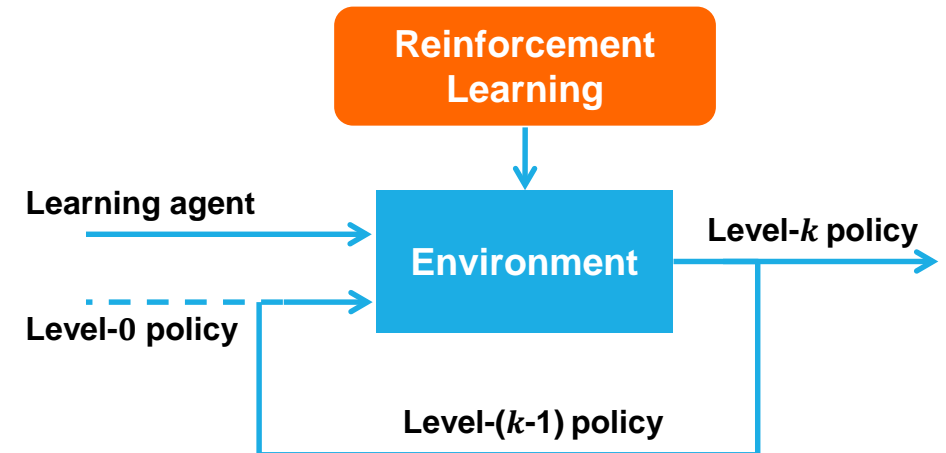 Reinforcement
Learning
Learning agent
Level-k policy
Environment
Level-0 policy
Level-(k-1) policy